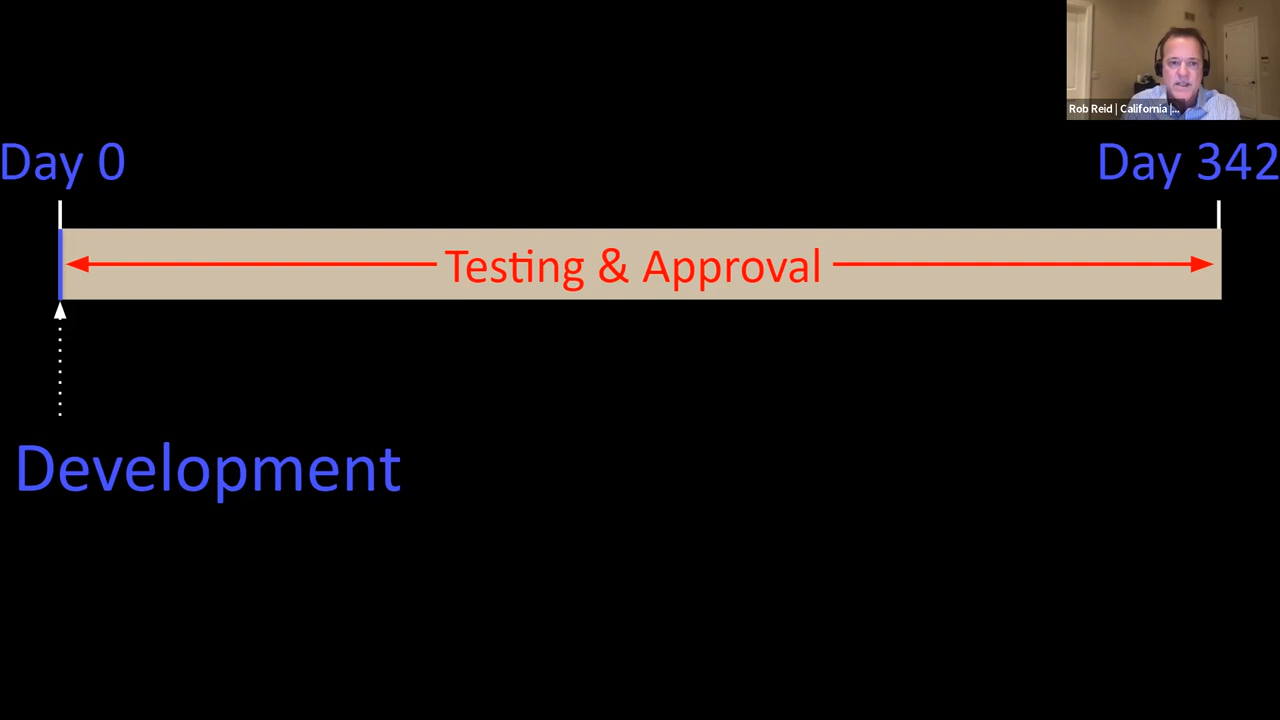 Rob Reid | California |...
Day 0
Day 342
Testing & Approval
Development